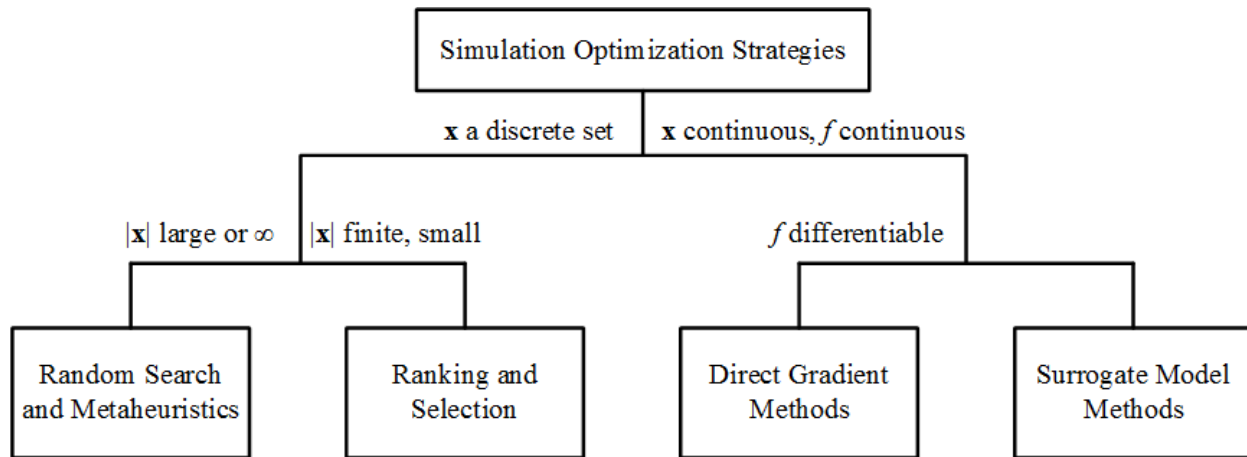 Simulation Optimization Strategies
x a discrete set
x continuous, f continuous
|x| large or ∞
|x| finite, small
f differentiable
Random Search
and Metaheuristics
Ranking and
Selection
Direct Gradient
Methods
Surrogate Model
Methods